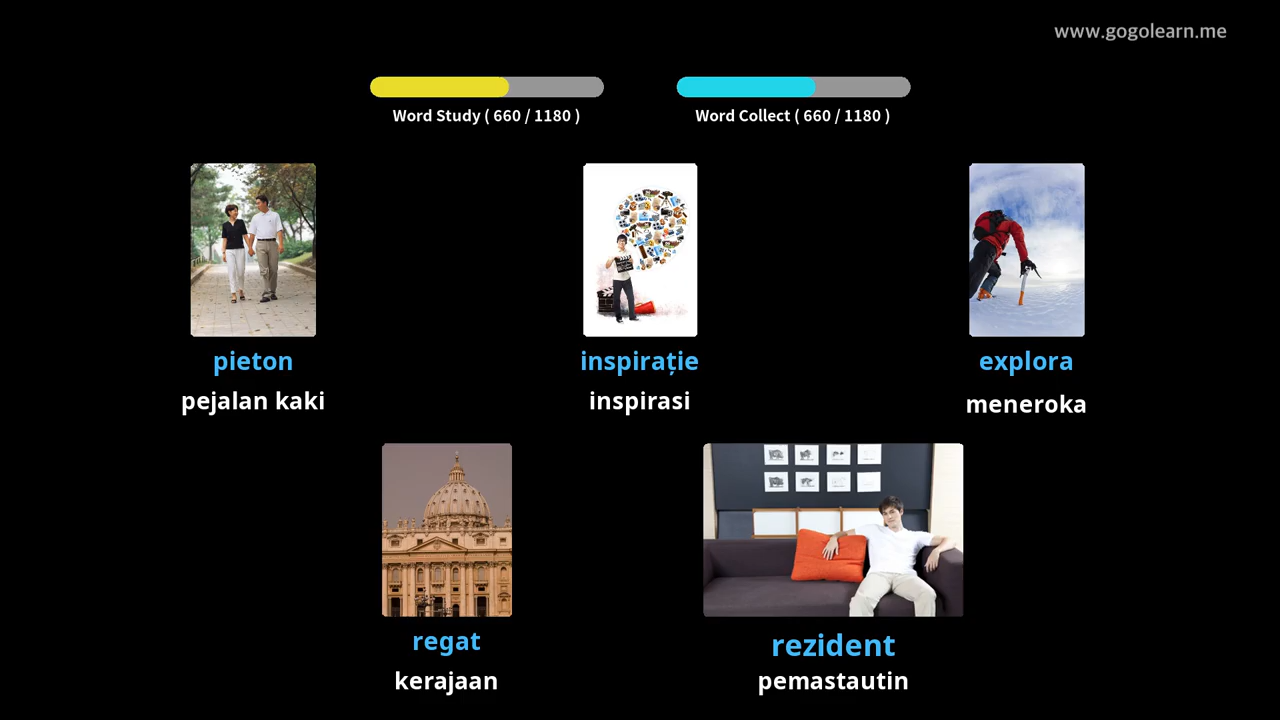 www.gogolearn.me
Word Study ( 660 / 1180 )
Word Collect ( 660 / 1180 )
pieton
pejalan kaki
inspirație
inspirasi
explora
meneroka
regat
kerajaan
rezident
pemastautin